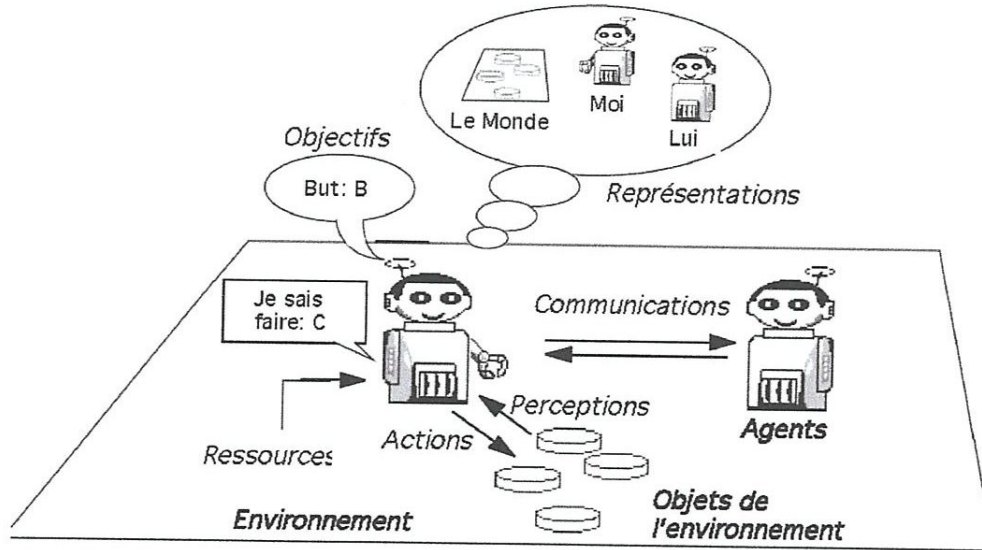 Le Monde
Moi
Lui
Objectifs
But: B
Représentations
Je sais
faire: C
Communications
Perceptions
Actions
Ressources
Agents
Environnement
Objets de
l'environnement